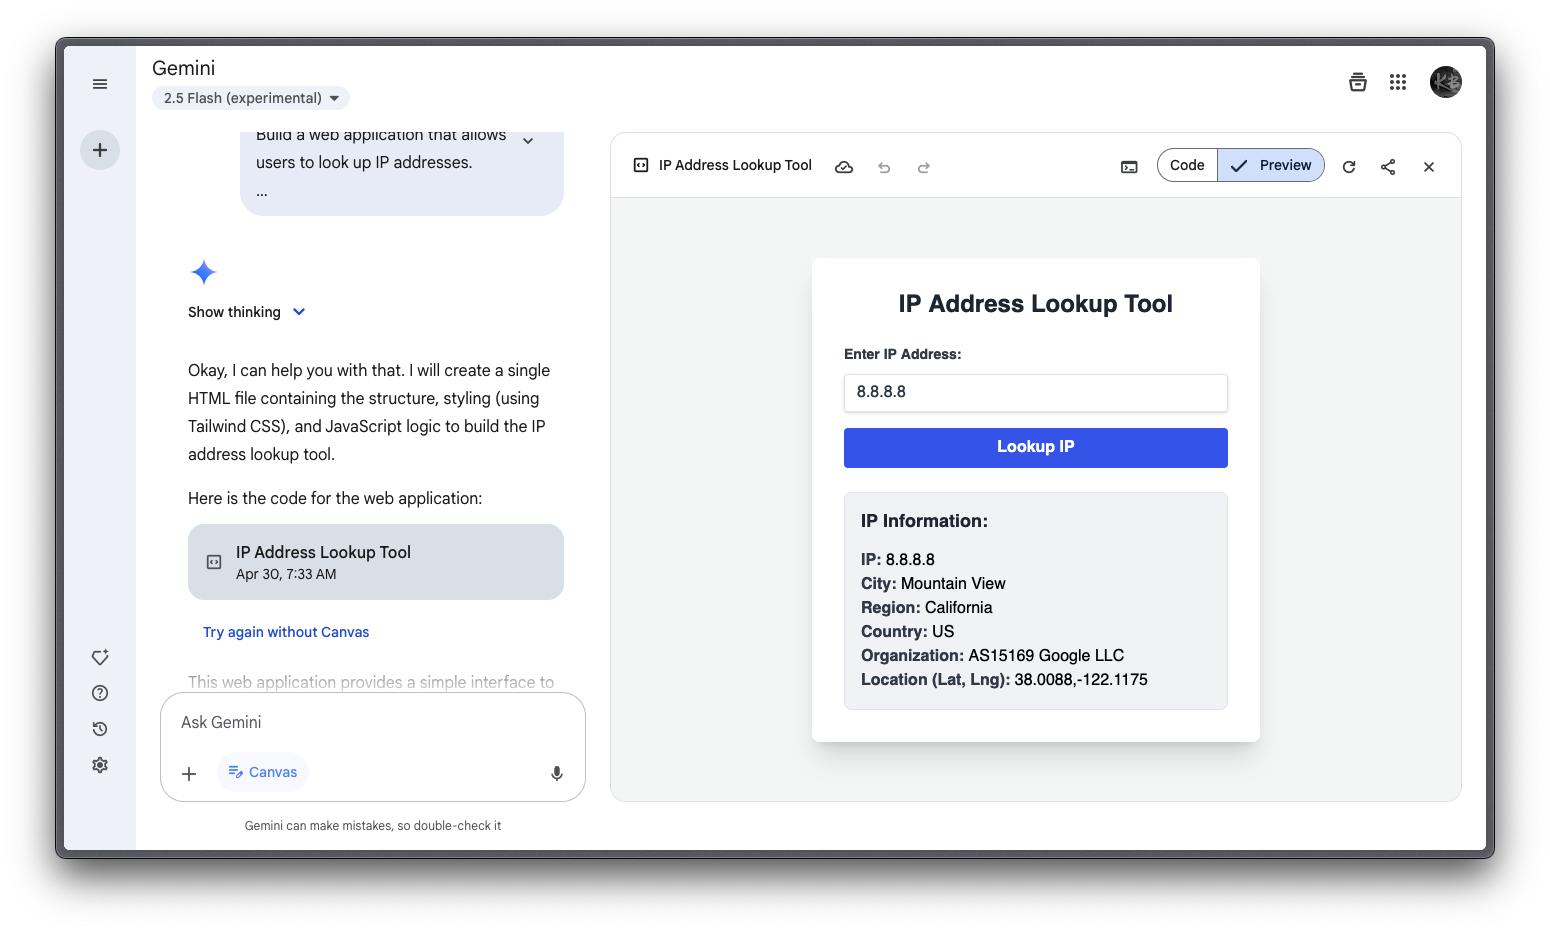 Gemini
2.5 Flash (experimental)
KB
Build a web application that allows
users to look up IP addresses.
...
Show thinking
Okay, I can help you with that. I will create a single
HTML file containing the structure, styling (using
Tailwind CSS), and JavaScript logic to build the IP
address lookup tool.
Here is the code for the web application:
IP Address Lookup Tool
Apr 30, 7:33 AM
Try again without Canvas
This web application provides a simple interface to
Ask Gemini
Canvas
Gemini can make mistakes, so double-check it
IP Address Lookup Tool
Code
Preview
IP Address Lookup Tool
Enter IP Address:
8.8.8.8
Lookup IP
IP Information:
IP: 8.8.8.8
City: Mountain View
Region: California
Country: US
Organization: AS15169 Google LLC
Location (Lat, Lng): 38.0088,-122.1175